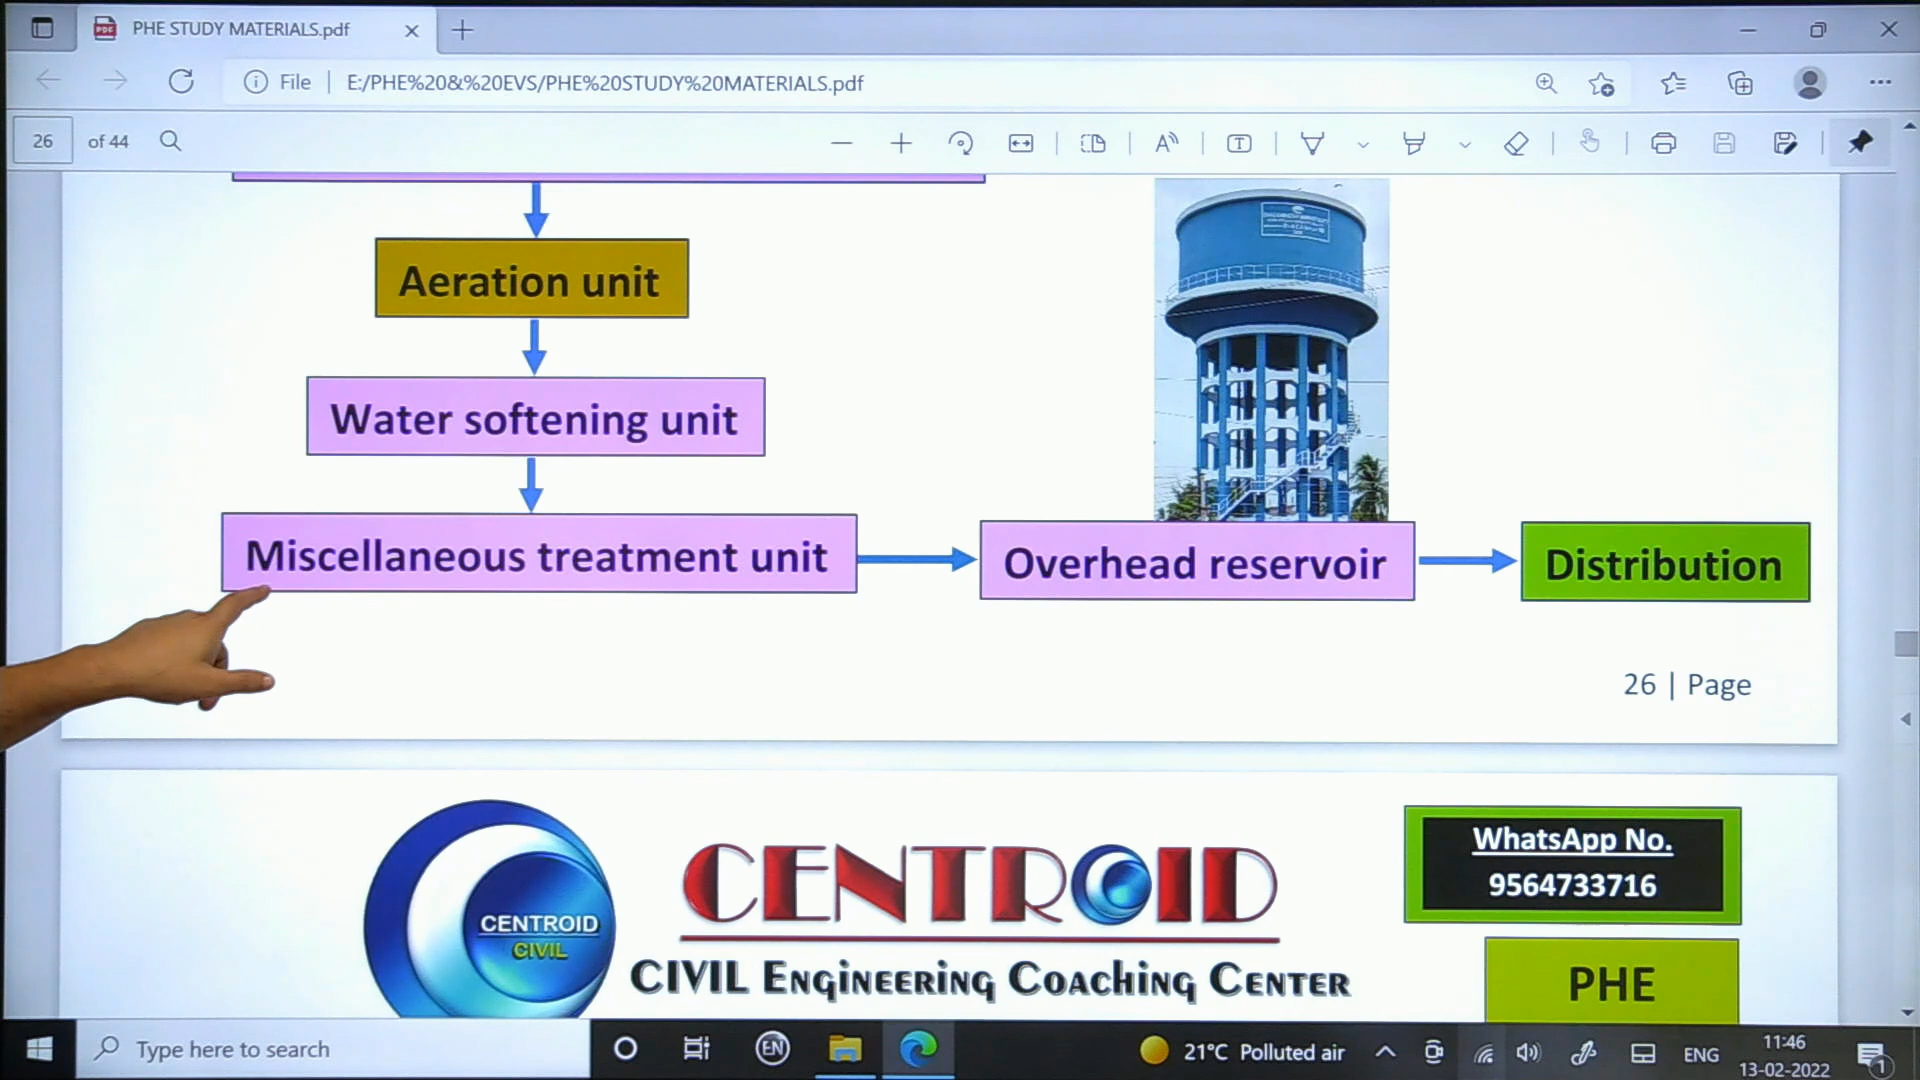 PHE STUDY MATERIALS.pdf
File
E:/PHE%20&%20EVS/PHE%20STUDY%20MATERIALS.pdf
26 of 44
Aeration unit
Water softening unit
Miscellaneous treatment unit
Overhead reservoir
Distribution
26 | Page
CENTROID
CIVIL
CENTROID
CIVIL Engineering Coaching Center
WhatsApp No.
9564733716
PHE
Type here to search
EN
21°C Polluted air
ENG
11:46
13-02-2022
1